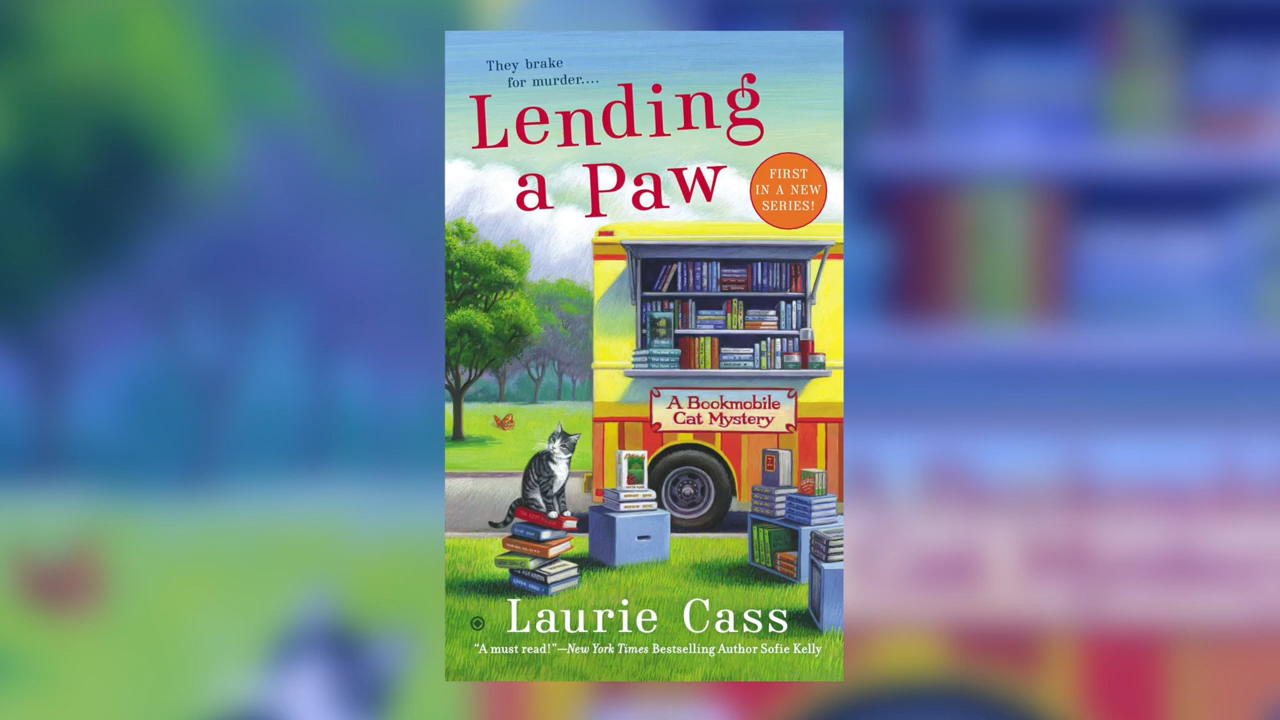 They brake
for murder....
Lending
a Paw
FIRST
IN A NEW
SERIES!
A Bookmobile
Cat Mystery
Laurie Cass
"A must read!"—New York Times Bestselling Author Sofie Kelly